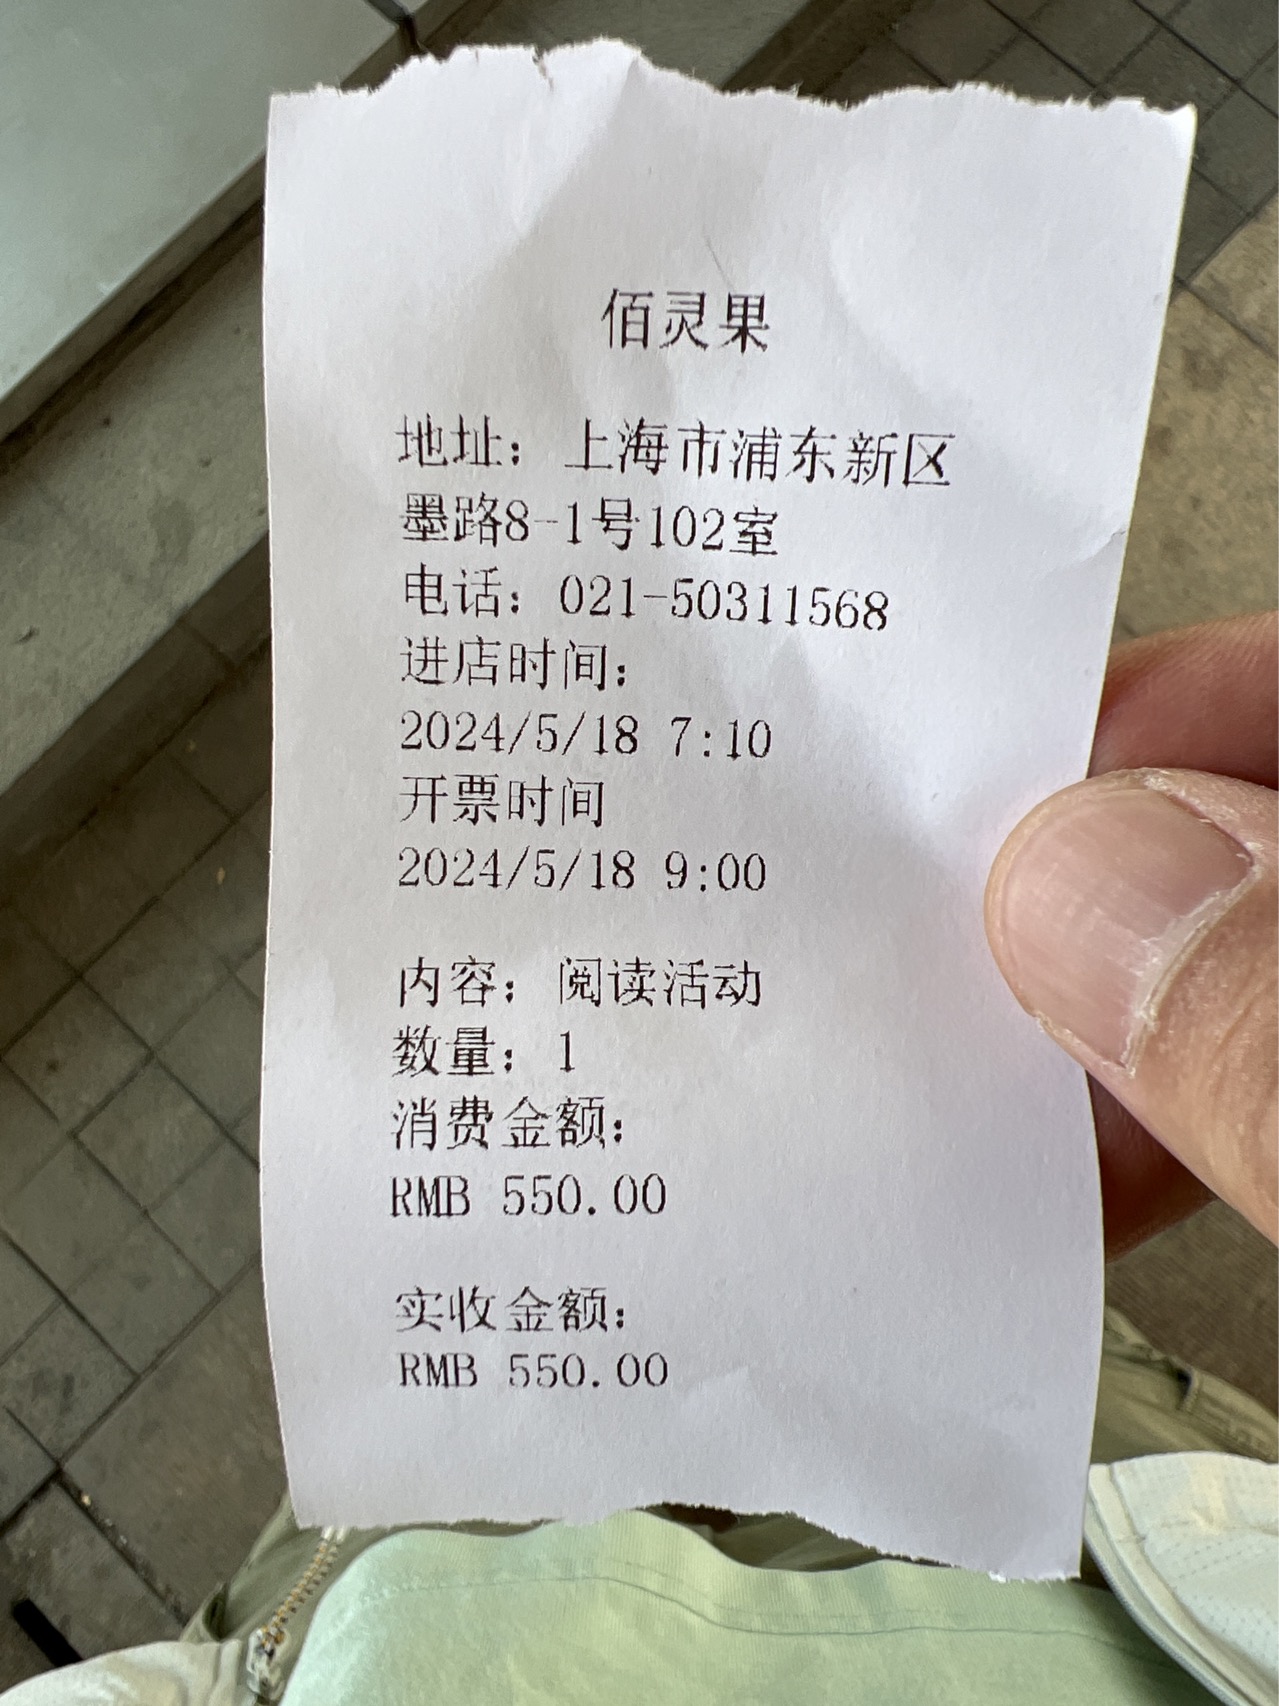 佰灵果
地址：上海市浦东新区
墨路8-1号102室
电话：021-50311568
进店时间：
2024/5/18 7:10
开票时间
2024/5/18 9:00
内容：阅读活动
数量：1
消费金额：
RMB 550.00
实收金额：
RMB 550.00